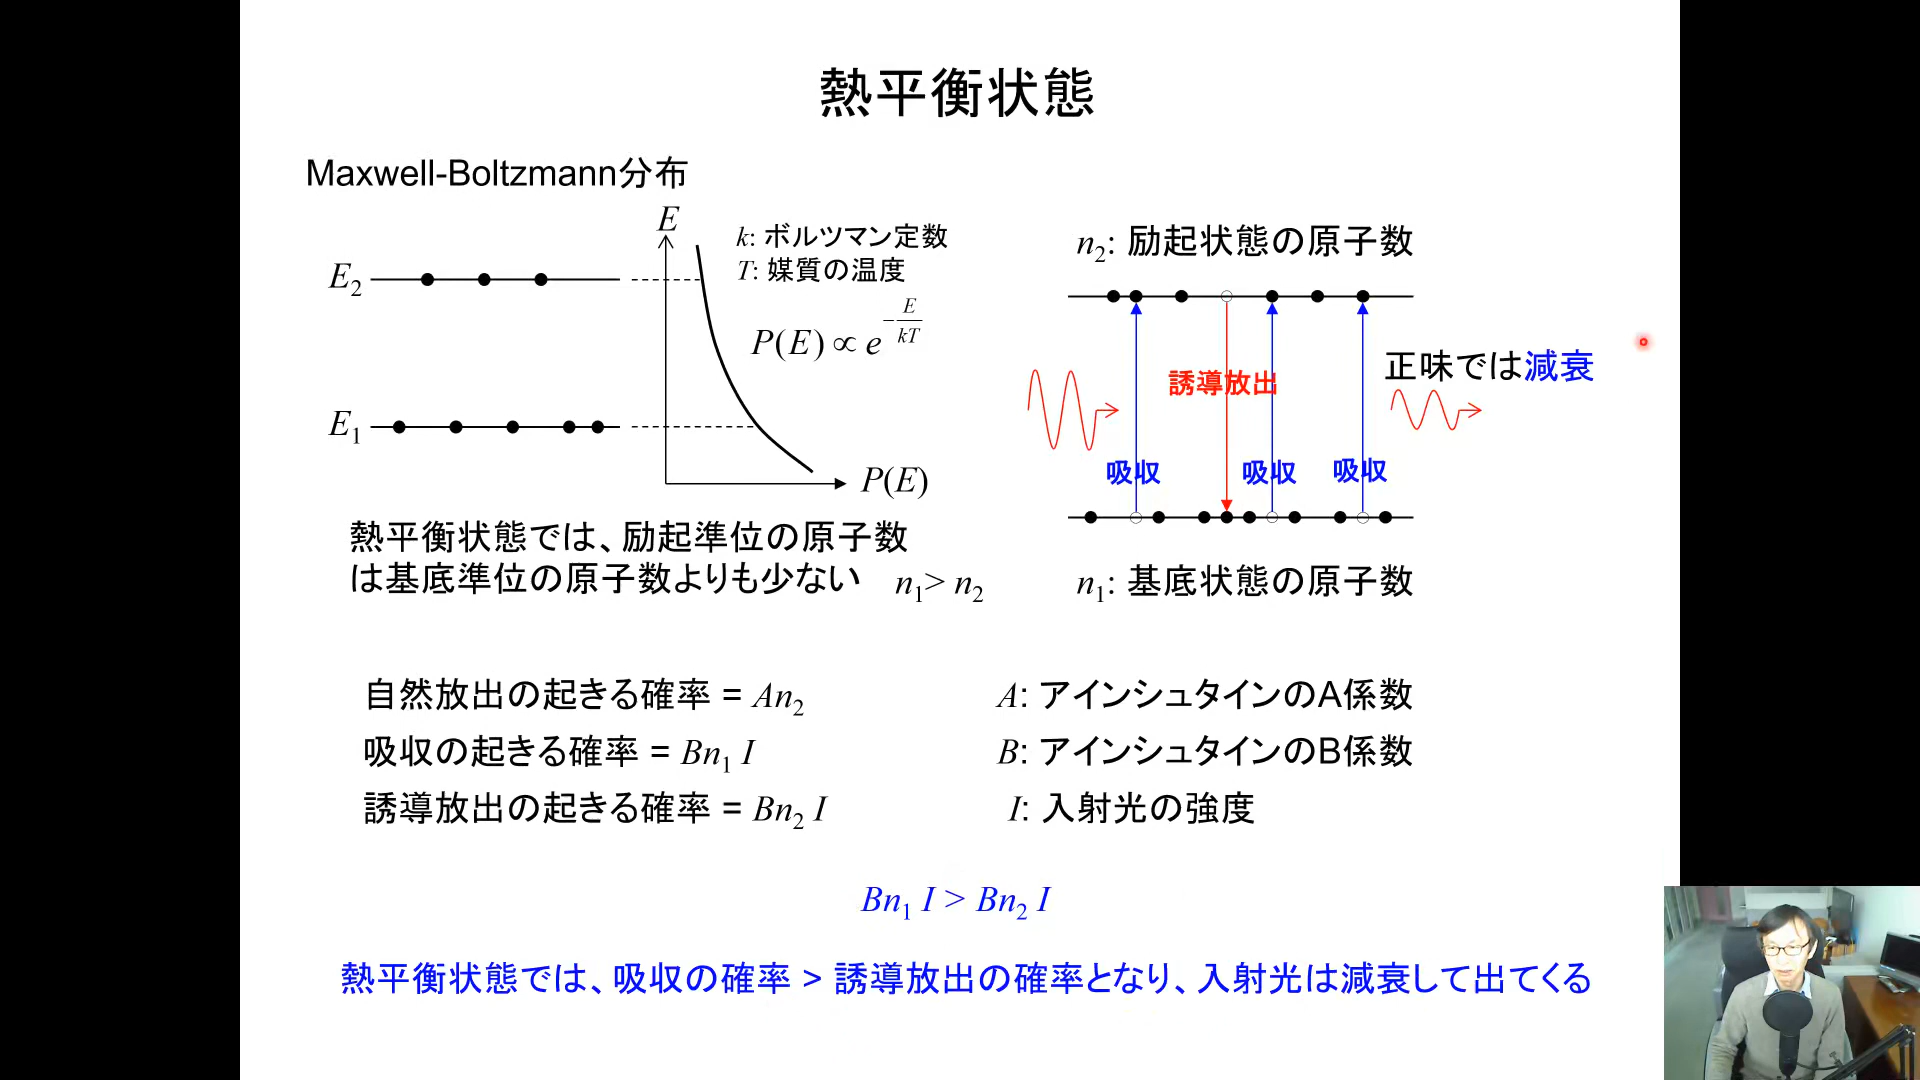 熱平衡状態
Maxwell-Boltzmann分布
E
k: ボルツマン定数
T: 媒質の温度
P(E) ∝ e^{-E/kT}
E₂
E₁
P(E)
熱平衡状態では、励起準位の原子数
は基底準位の原子数よりも少ない n₁> n₂
n₂: 励起状態の原子数
正味では減衰
誘導放出
吸収 吸収 吸収
n₁: 基底状態の原子数
自然放出の起きる確率 = An₂
A: アインシュタインのA係数
吸収の起きる確率 = Bn₁ I
B: アインシュタインのB係数
誘導放出の起きる確率 = Bn₂ I
I: 入射光の強度
Bn₁ I > Bn₂ I
熱平衡状態では、吸収の確率 > 誘導放出の確率となり、入射光は減衰して出てくる